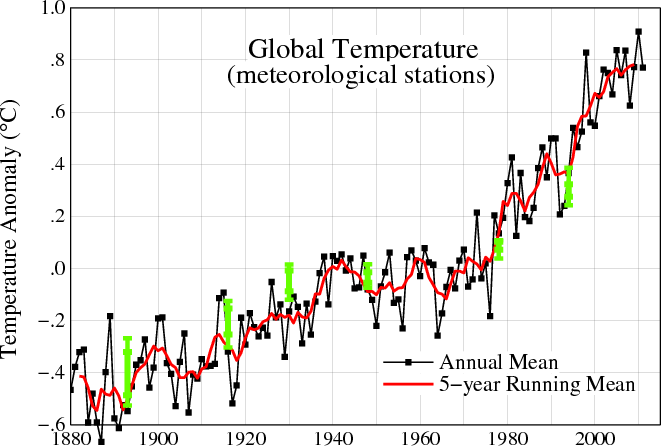 1.0
.8
.6
.4
.2
.0
-.2
-.4
-.6
Temperature Anomaly (°C)
Global Temperature
(meteorological stations)
Annual Mean
5-year Running Mean
1880 1900 1920 1940 1960 1980 2000